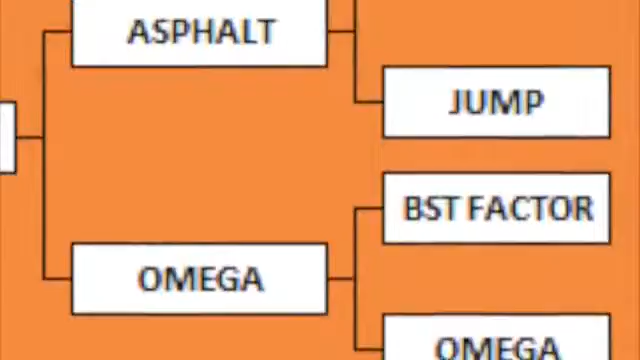 ASPHALT
JUMP
BST FACTOR
OMEGA
OMEGA